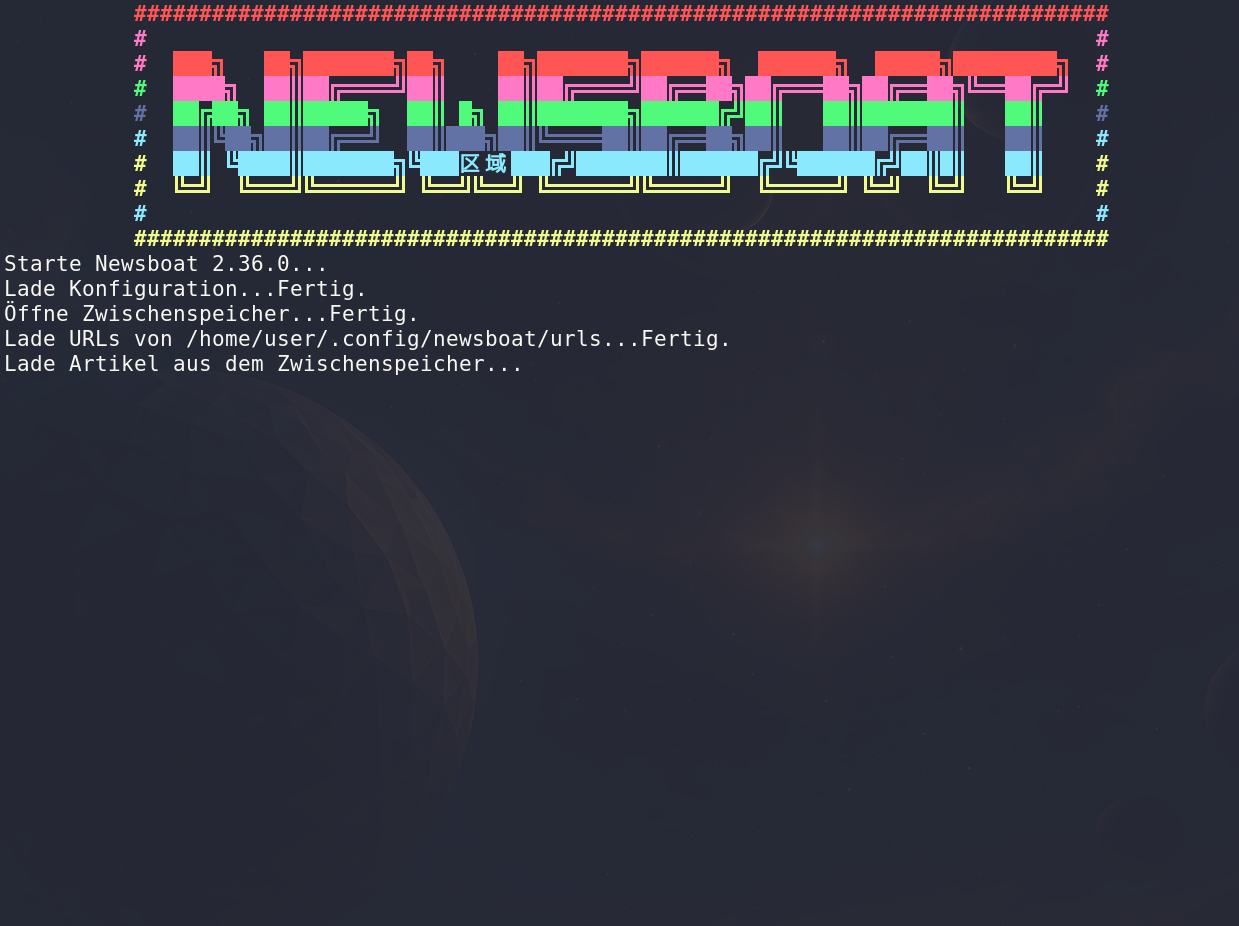 NEWSBOAT
区域
Starte Newsboat 2.36.0...
Lade Konfiguration...Fertig.
Öffne Zwischenspeicher...Fertig.
Lade URLs von /home/user/.config/newsboat/urls...Fertig.
Lade Artikel aus dem Zwischenspeicher...